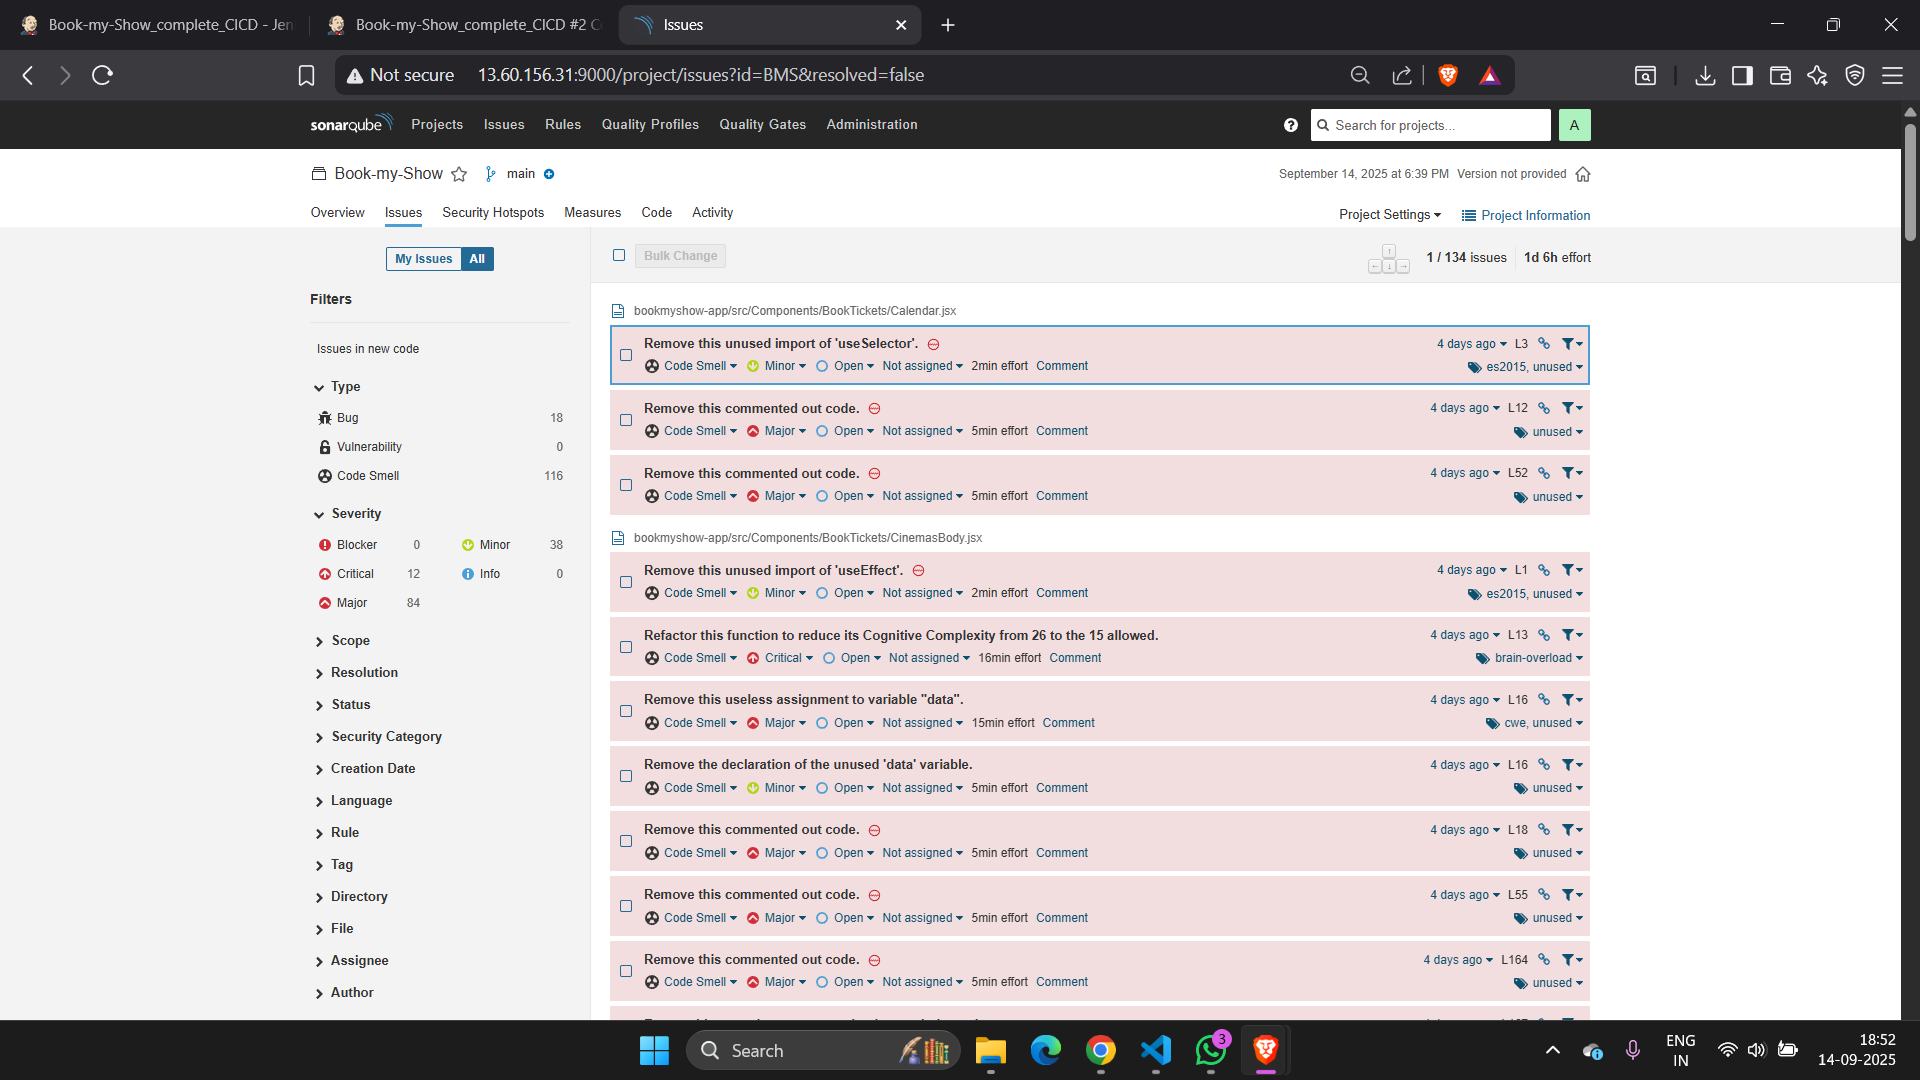 Book-my-Show_complete_CICD - Jen
Book-my-Show_complete_CICD #2 C
Issues
Not secure 13.60.156.31:9000/project/issues?id=BMS&resolved=false
sonarqube Projects Issues Rules Quality Profiles Quality Gates Administration
Search for projects...
A
Book-my-Show main
September 14, 2025 at 6:39 PM Version not provided
Overview Issues Security Hotspots Measures Code Activity
Project Settings Project Information
My Issues All
Bulk Change
1 / 134 issues 1d 6h effort
Filters
Issues in new code
Type
Bug 18
Vulnerability 0
Code Smell 116
Severity
Blocker 0 Minor 38
Critical 12 Info 0
Major 84
Scope
Resolution
Status
Security Category
Creation Date
Language
Rule
Tag
Directory
File
Assignee
Author
bookmyshow-app/src/Components/BookTickets/Calendar.jsx
Remove this unused import of 'useSelector'. 4 days ago L3
Code Smell Minor Open Not assigned 2min effort Comment es2015, unused
Remove this commented out code. 4 days ago L12
Code Smell Major Open Not assigned 5min effort Comment unused
Remove this commented out code. 4 days ago L52
Code Smell Major Open Not assigned 5min effort Comment unused
bookmyshow-app/src/Components/BookTickets/CinemasBody.jsx
Remove this unused import of 'useEffect'. 4 days ago L1
Code Smell Minor Open Not assigned 2min effort Comment es2015, unused
Refactor this function to reduce its Cognitive Complexity from 26 to the 15 allowed. 4 days ago L13
Code Smell Critical Open Not assigned 16min effort Comment brain-overload
Remove this useless assignment to variable "data". 4 days ago L16
Code Smell Major Open Not assigned 15min effort Comment cwe, unused
Remove the declaration of the unused 'data' variable. 4 days ago L16
Code Smell Minor Open Not assigned 5min effort Comment unused
Remove this commented out code. 4 days ago L18
Code Smell Major Open Not assigned 5min effort Comment unused
Remove this commented out code. 4 days ago L55
Code Smell Major Open Not assigned 5min effort Comment unused
Remove this commented out code. 4 days ago L164
Code Smell Major Open Not assigned 5min effort Comment unused
Search
3
ENG
IN
18:52
14-09-2025